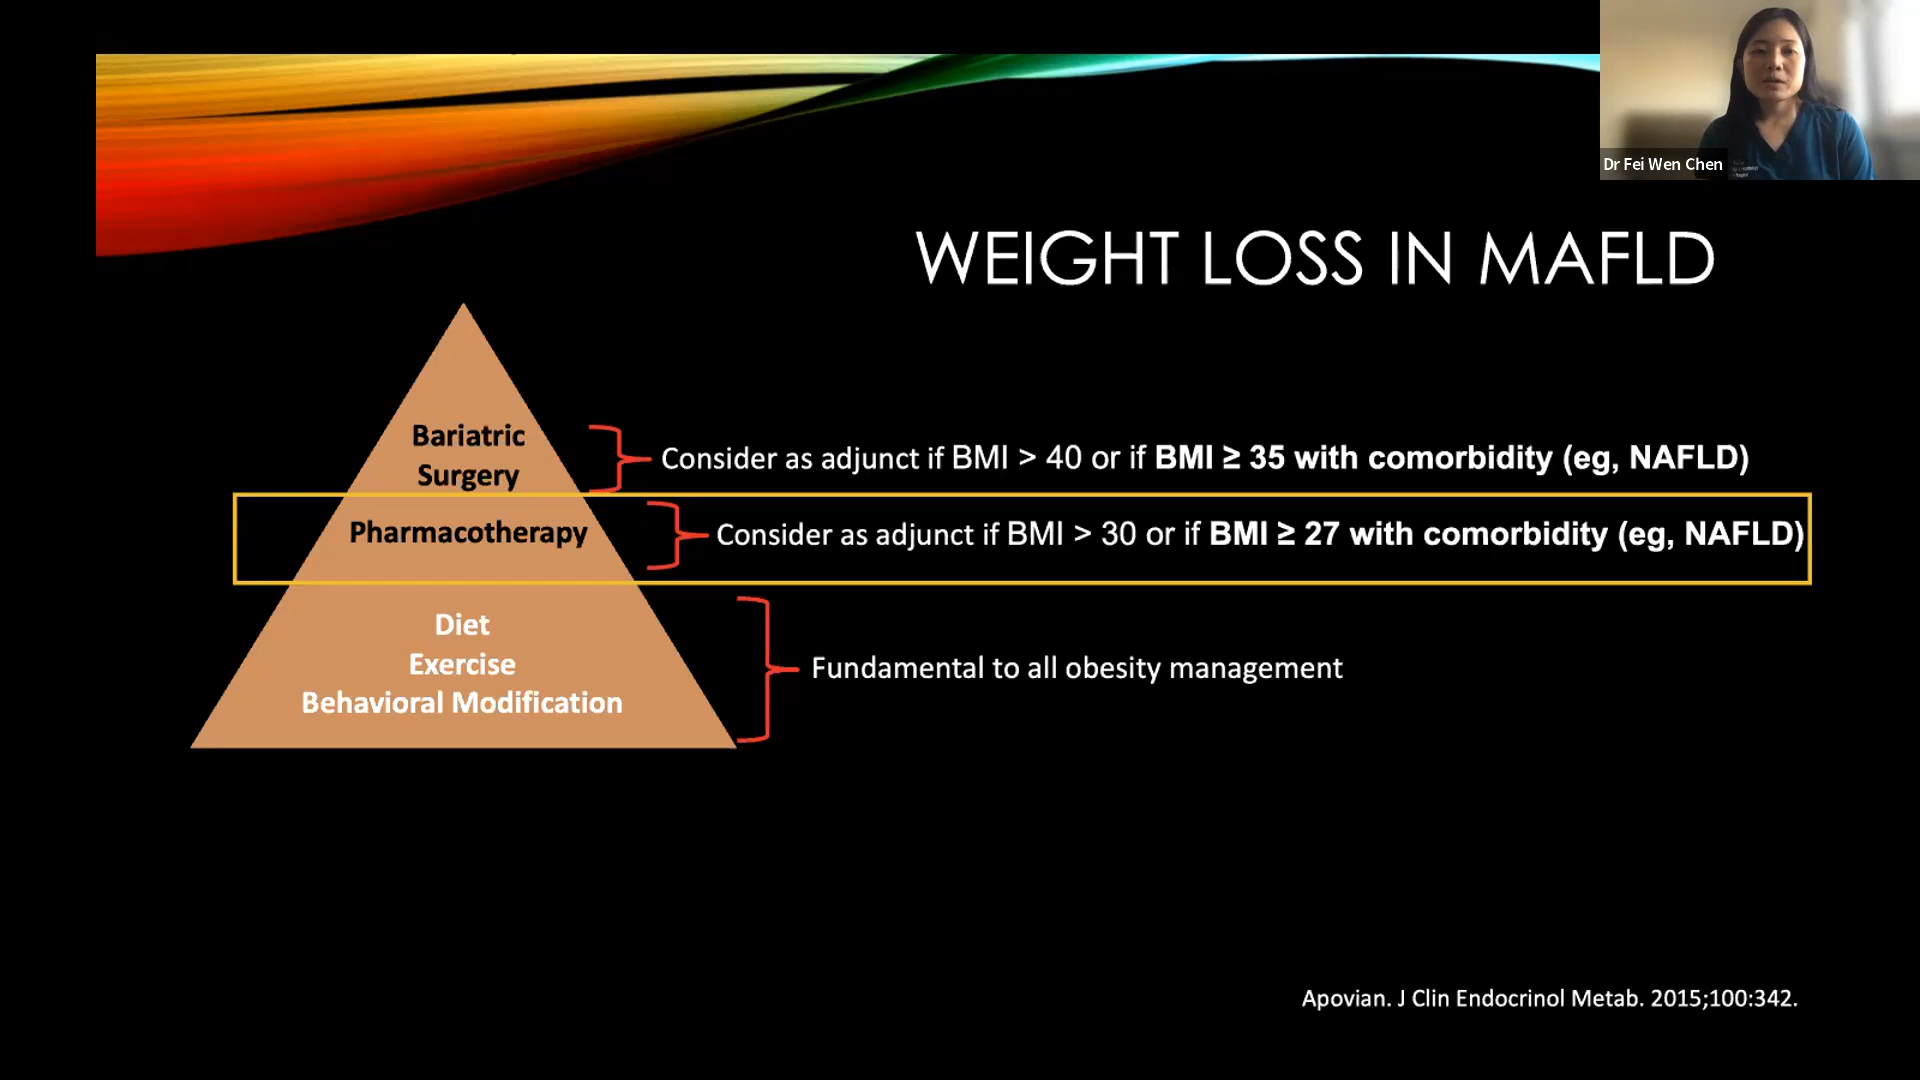 Dr Fei Wen Chen
WEIGHT LOSS IN MAFLD
Bariatric
Surgery
Consider as adjunct if BMI > 40 or if BMI ≥ 35 with comorbidity (eg, NAFLD)
Pharmacotherapy
Consider as adjunct if BMI > 30 or if BMI ≥ 27 with comorbidity (eg, NAFLD)
Diet
Exercise
Behavioral Modification
Fundamental to all obesity management
Apovian. J Clin Endocrinol Metab. 2015;100:342.